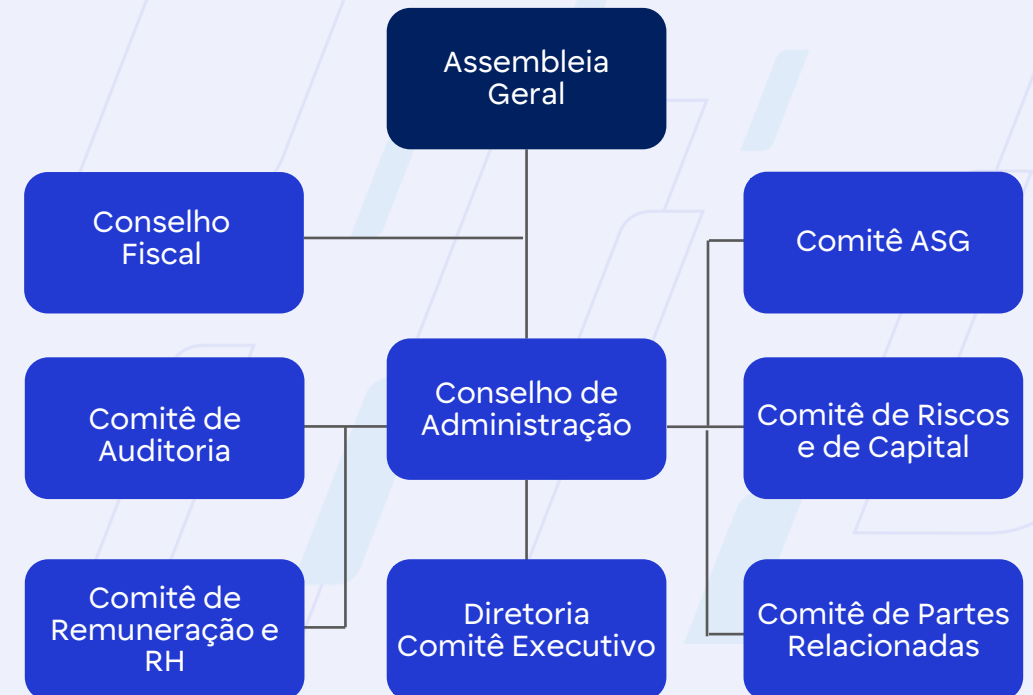 Assembleia
Geral
Conselho
Fiscal
Comitê ASG
Comitê de
Auditoria
Conselho de
Administração
Comitê de Riscos
e de Capital
Comitê de
Remuneração e
RH
Diretoria
Comitê Executivo
Comitê de Partes
Relacionadas